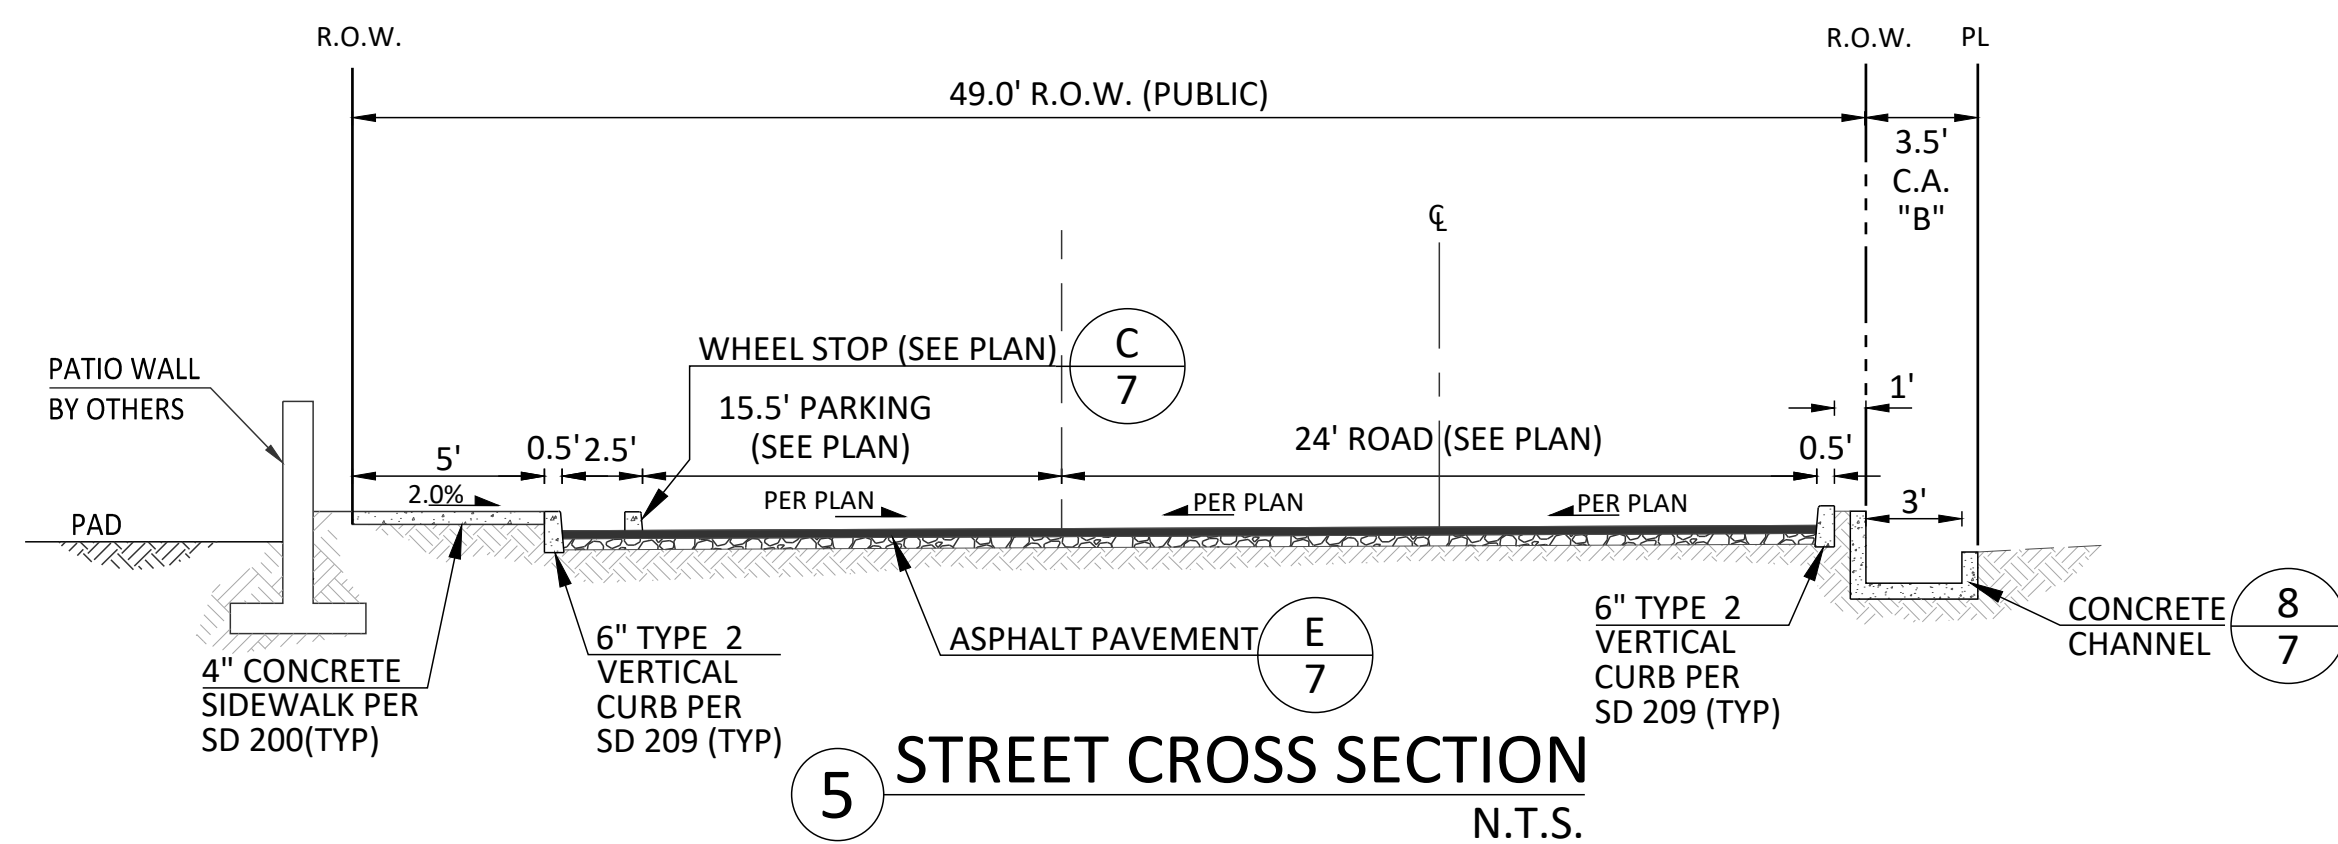 R.O.W.
R.O.W.
PL
49.0' R.O.W. (PUBLIC)
3.5'
C.A.
"B"
℄
WHEEL STOP (SEE PLAN)
C
7
PATIO WALL
BY OTHERS
15.5' PARKING
(SEE PLAN)
24' ROAD (SEE PLAN)
1'
5'
0.5'
2.5'
0.5'
2.0%
PER PLAN
PER PLAN
PER PLAN
3'
PAD
4" CONCRETE
SIDEWALK PER
SD 200(TYP)
6" TYPE 2
VERTICAL
CURB PER
SD 209 (TYP)
ASPHALT PAVEMENT
E
7
6" TYPE 2
VERTICAL
CURB PER
SD 209 (TYP)
CONCRETE
CHANNEL
8
7
5
STREET CROSS SECTION
N.T.S.